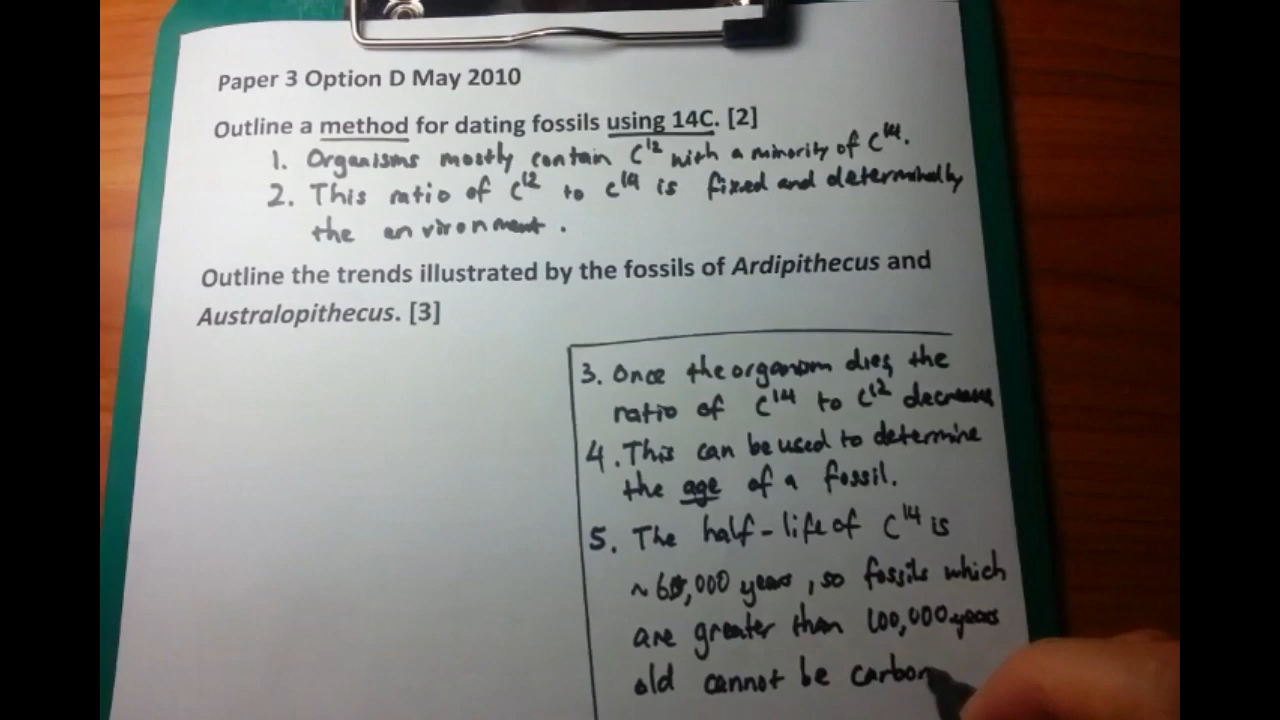 Paper 3 Option D May 2010
Outline a method for dating fossils using 14C. [2]
1. Organisms mostly contain C¹² with a minority of C¹⁴.
2. This ratio of C¹² to C¹⁴ is fixed and determined by
the environment.
Outline the trends illustrated by the fossils of Ardipithecus and
Australopithecus. [3]
3. Once the organism dies, the
ratio of C¹⁴ to C¹² decreases
4. This can be used to determine
the age of a fossil.
5. The half-life of C¹⁴ is
~ ,000 years, so fossils which
are greater than 100,000 years
old cannot be carbon